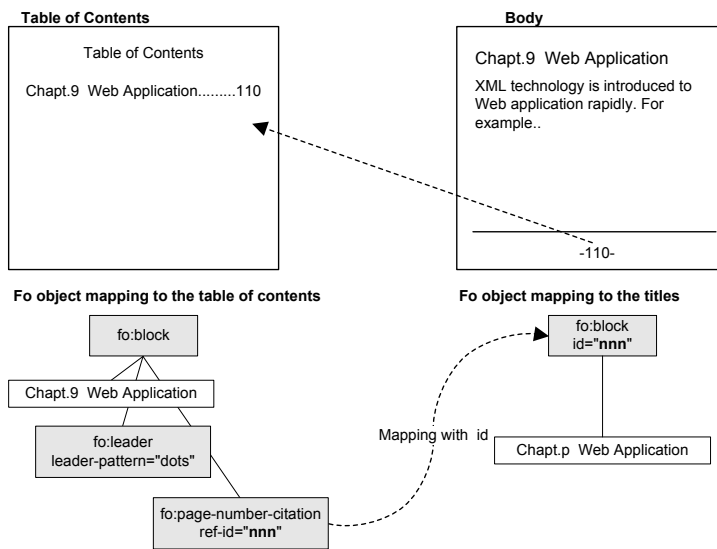 Table of Contents
Table of Contents
Chapt.9 Web Application.........110
Body
Chapt.9 Web Application
XML technology is introduced to
Web application rapidly. For
example..
-110-
Fo object mapping to the table of contents
fo:block
Chapt.9 Web Application
fo:leader
leader-pattern="dots"
fo:page-number-citation
ref-id="nnn"
Mapping with id
Fo object mapping to the titles
fo:block
id="nnn"
Chapt.p Web Application